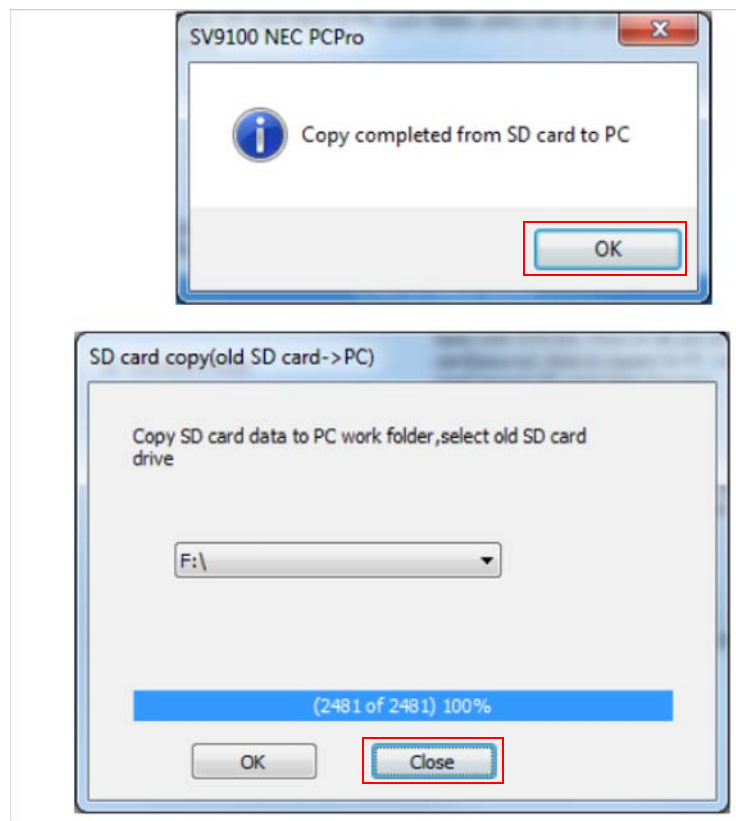 SV9100 NEC PCPro
Copy completed from SD card to PC
OK
SD card copy(old SD card->PC)
Copy SD card data to PC work folder,select old SD card
drive
F:\
(2481 of 2481) 100%
OK
Close